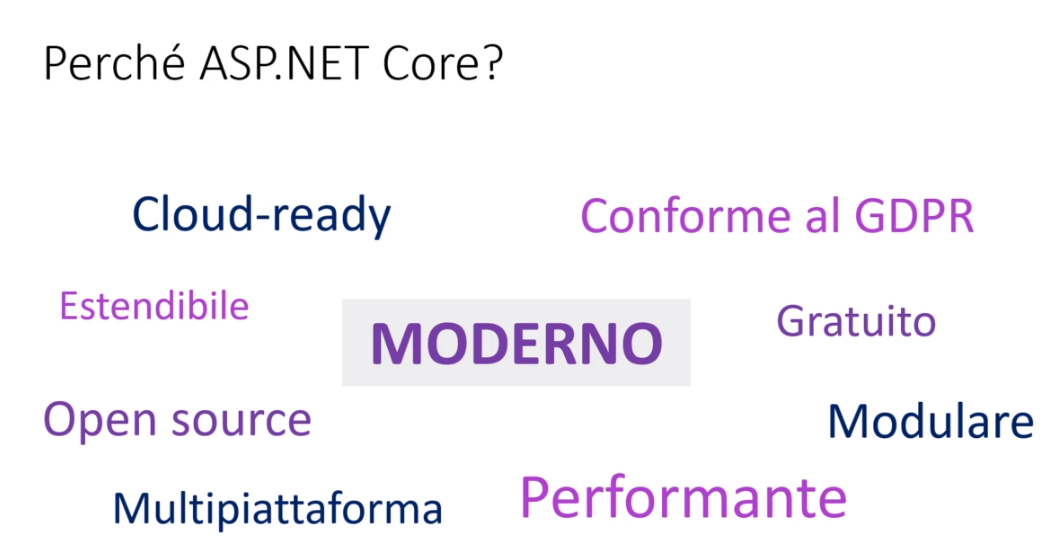 Perché ASP.NET Core?
Cloud-ready
Conforme al GDPR
Estendibile
MODERNO
Gratuito
Open source
Modulare
Multipiattaforma
Performante